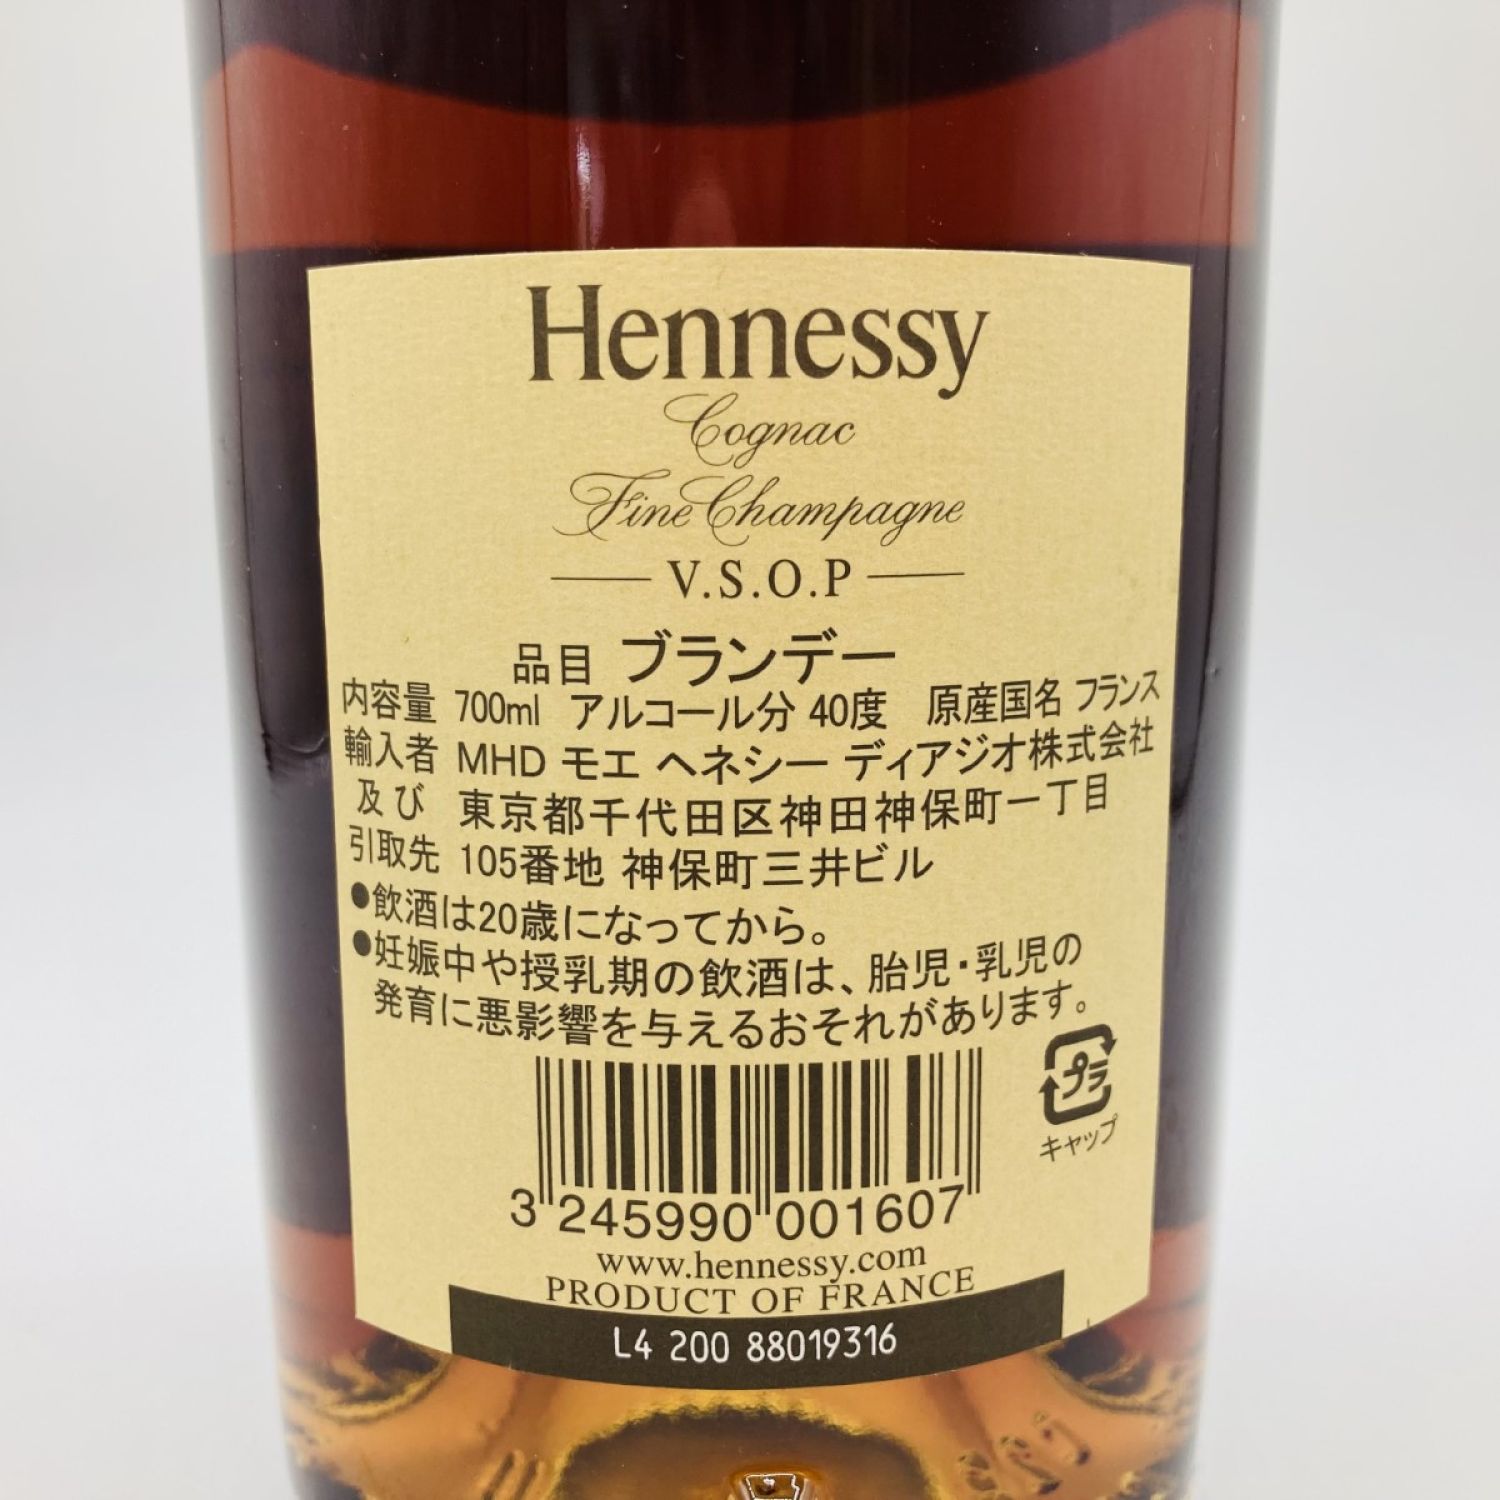 Hennessy
Cognac
Fine Champagne
V.S.O.P
品目 ブランデー
内容量 700ml アルコール分 40度 原産国名 フランス
輸入者 MHD モエ ヘネシー ディアジオ株式会社
及び 東京都千代田区神田神保町一丁目
引取先 105番地 神保町三井ビル
●飲酒は20歳になってから。
●妊娠中や授乳期の飲酒は、胎児・乳児の
発育に悪影響を与えるおそれがあります。
プラ
キャップ
3 245990 001607
www.hennessy.com
PRODUCT OF FRANCE
L4 200 88019316